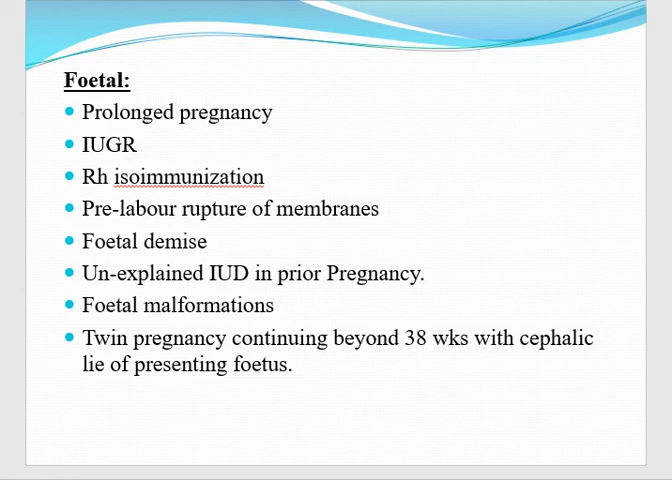 Foetal:
• Prolonged pregnancy
• IUGR
• Rh isoimmunization
• Pre-labour rupture of membranes
• Foetal demise
• Un-explained IUD in prior Pregnancy.
• Foetal malformations
• Twin pregnancy continuing beyond 38 wks with cephalic
lie of presenting foetus.